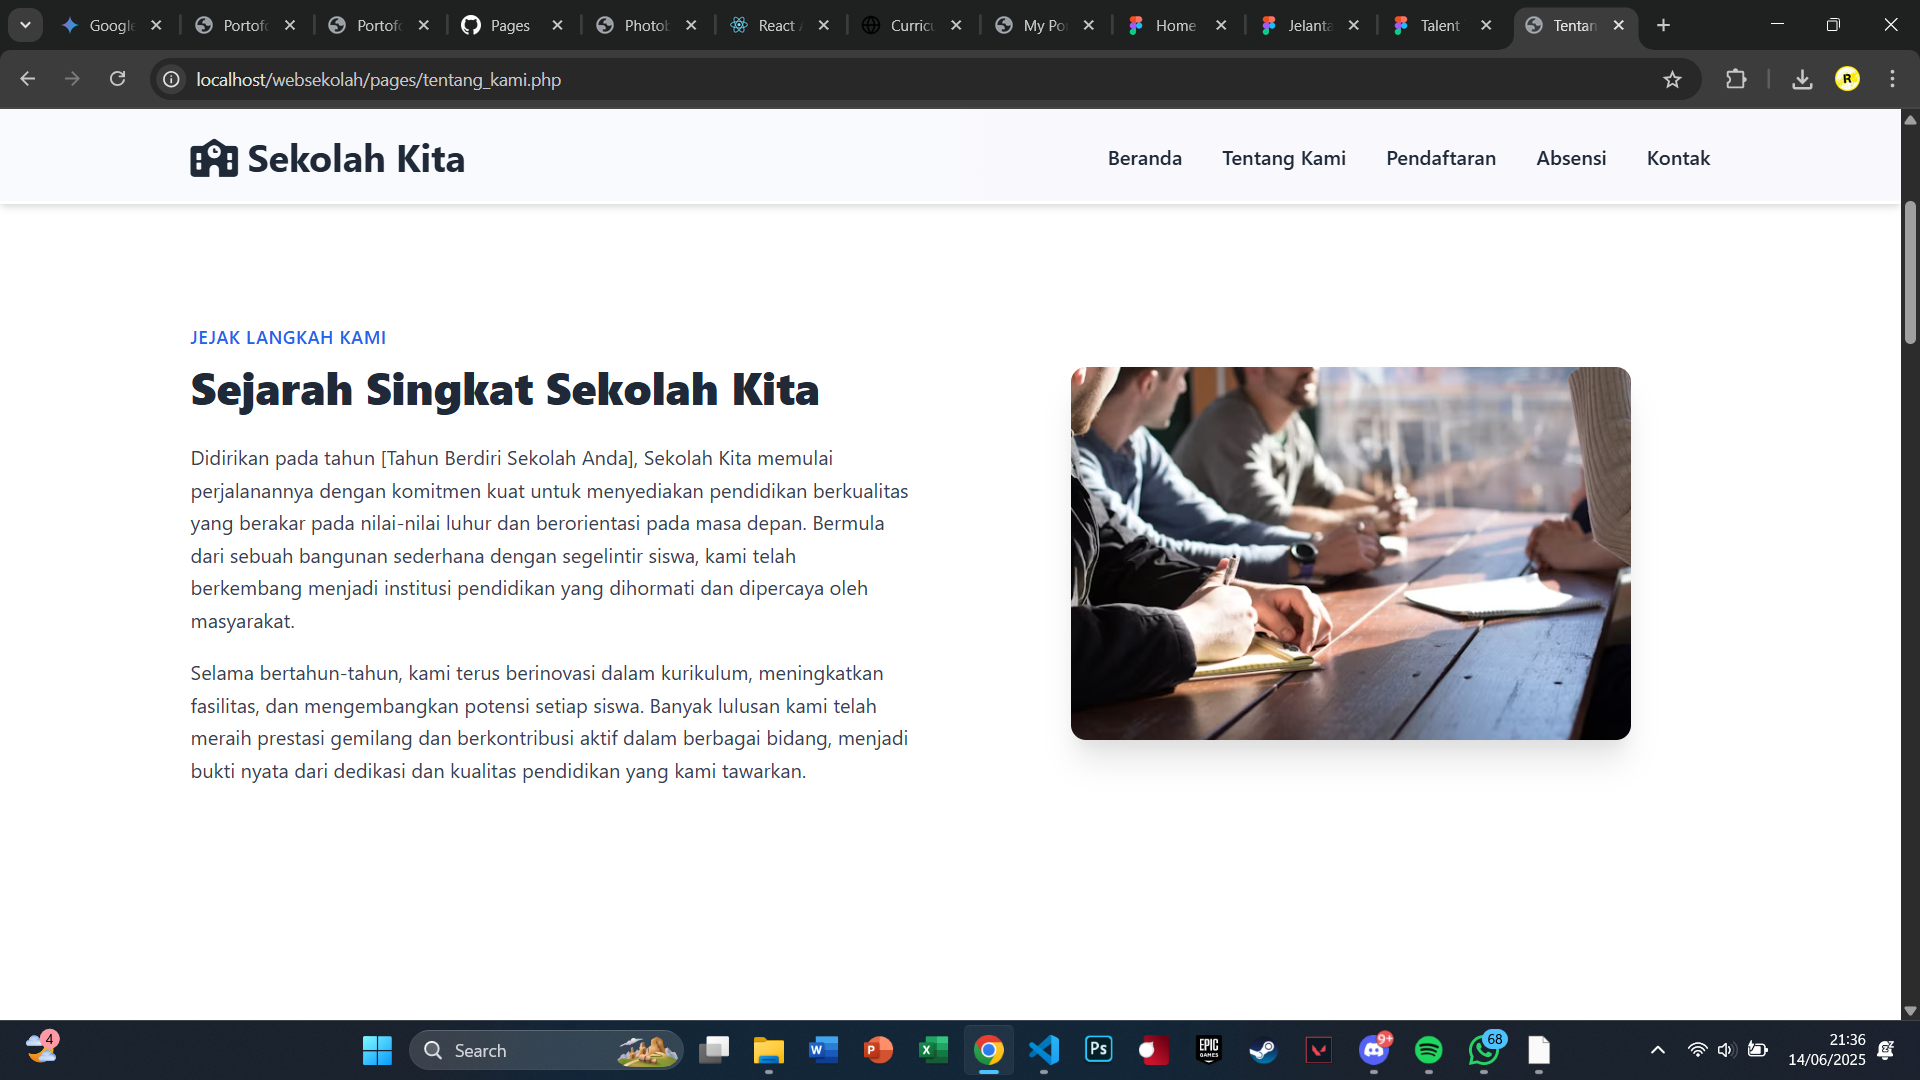 Google
Portofo
Portofo
Pages
Photob
React
Curricu
My Por
Home
Jelanta
Talent
Tentan
localhost/websekolah/pages/tentang_kami.php
R
Sekolah Kita
Beranda
Tentang Kami
Pendaftaran
Absensi
Kontak
JEJAK LANGKAH KAMI
Sejarah Singkat Sekolah Kita
Didirikan pada tahun [Tahun Berdiri Sekolah Anda], Sekolah Kita memulai
perjalanannya dengan komitmen kuat untuk menyediakan pendidikan berkualitas
yang berakar pada nilai-nilai luhur dan berorientasi pada masa depan. Bermula
dari sebuah bangunan sederhana dengan segelintir siswa, kami telah
berkembang menjadi institusi pendidikan yang dihormati dan dipercaya oleh
masyarakat.
Selama bertahun-tahun, kami terus berinovasi dalam kurikulum, meningkatkan
fasilitas, dan mengembangkan potensi setiap siswa. Banyak lulusan kami telah
meraih prestasi gemilang dan berkontribusi aktif dalam berbagai bidang, menjadi
bukti nyata dari dedikasi dan kualitas pendidikan yang kami tawarkan.
4
Search
W
P
X
Ps
EPIC
GAMES
9+
68
21:36
14/06/2025